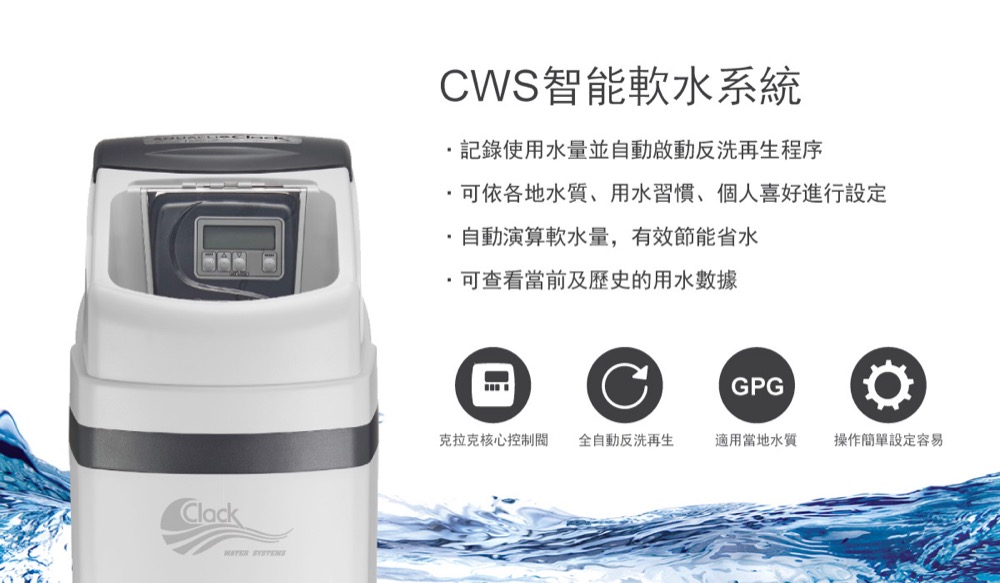 CWS智能軟水系統
・記錄使用水量並自動啟動反洗再生程序
・可依各地水質、用水習慣、個人喜好進行設定
・自動演算軟水量，有效節能省水
・可查看當前及歷史的用水數據
GPG
克拉克核心控制閥
全自動反洗再生
適用當地水質
操作簡單設定容易
Clack
WATER SYSTEMS